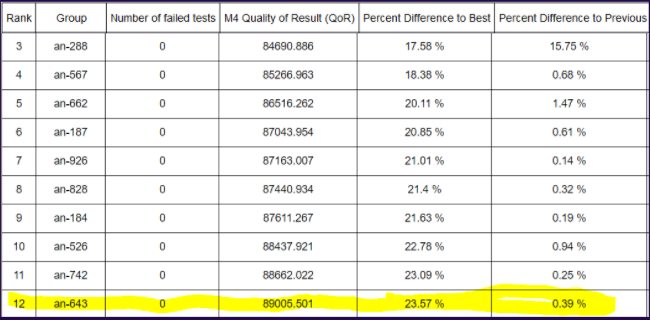 Rank Group Number of failed tests M4 Quality of Result (QoR) Percent Difference to Best Percent Difference to Previous
3 an-288 0 84690.886 17.58 % 15.75 %
4 an-567 0 85266.963 18.38 % 0.68 %
5 an-662 0 86516.262 20.11 % 1.47 %
6 an-187 0 87043.954 20.85 % 0.61 %
7 an-926 0 87163.007 21.01 % 0.14 %
8 an-828 0 87440.934 21.4 % 0.32 %
9 an-184 0 87611.267 21.63 % 0.19 %
10 an-526 0 88437.921 22.78 % 0.94 %
11 an-742 0 88662.022 23.09 % 0.25 %
12 an-643 0 89005.501 23.57 % 0.39 %